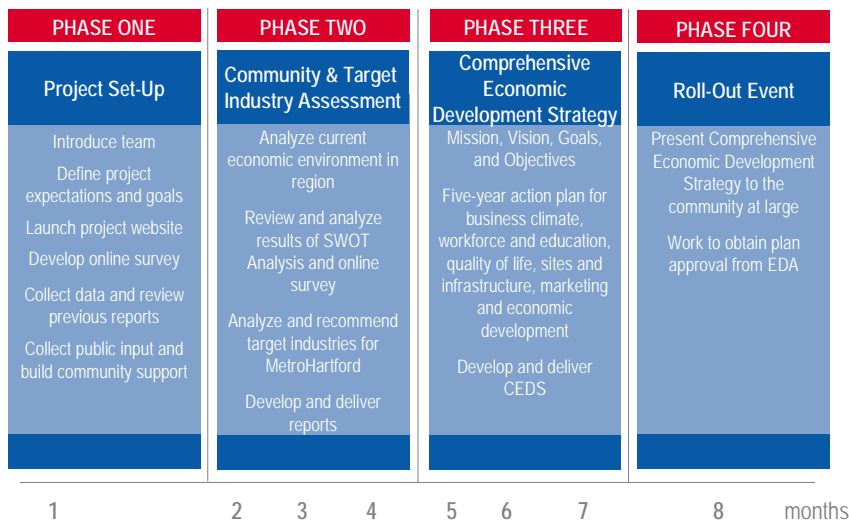 PHASE ONE
Project Set-Up
Introduce team
Define project
expectations and goals
Launch project website
Develop online survey
Collect data and review
previous reports
Collect public input and
build community support
PHASE TWO
Community & Target
Industry Assessment
Analyze current
economic environment in
region
Review and analyze
results of SWOT
Analysis and online
survey
Analyze and recommend
target industries for
MetroHartford
Develop and deliver
reports
PHASE THREE
Comprehensive
Economic
Development Strategy
Mission, Vision, Goals,
and Objectives
Five-year action plan for
business climate,
workforce and education,
quality of life, sites and
infrastructure, marketing
and economic
development
Develop and deliver
CEDS
PHASE FOUR
Roll-Out Event
Present Comprehensive
Economic Development
Strategy to the
community at large
Work to obtain plan
approval from EDA
1 2 3 4 5 6 7 8 months